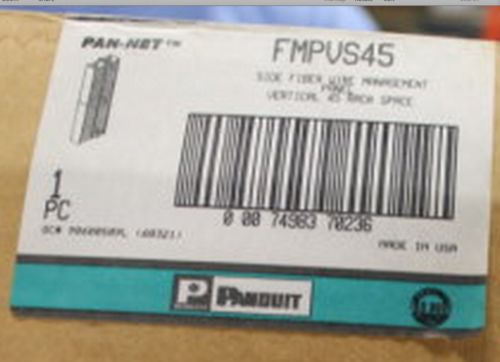 PAN-NET™
FMPVS45
SIDE FIBER WIRE MANAGEMENT
PANEL
VERTICAL 45 RACK SPACE
1
PC
0 00 74983 70236
MADE IN USA
PANDUIT